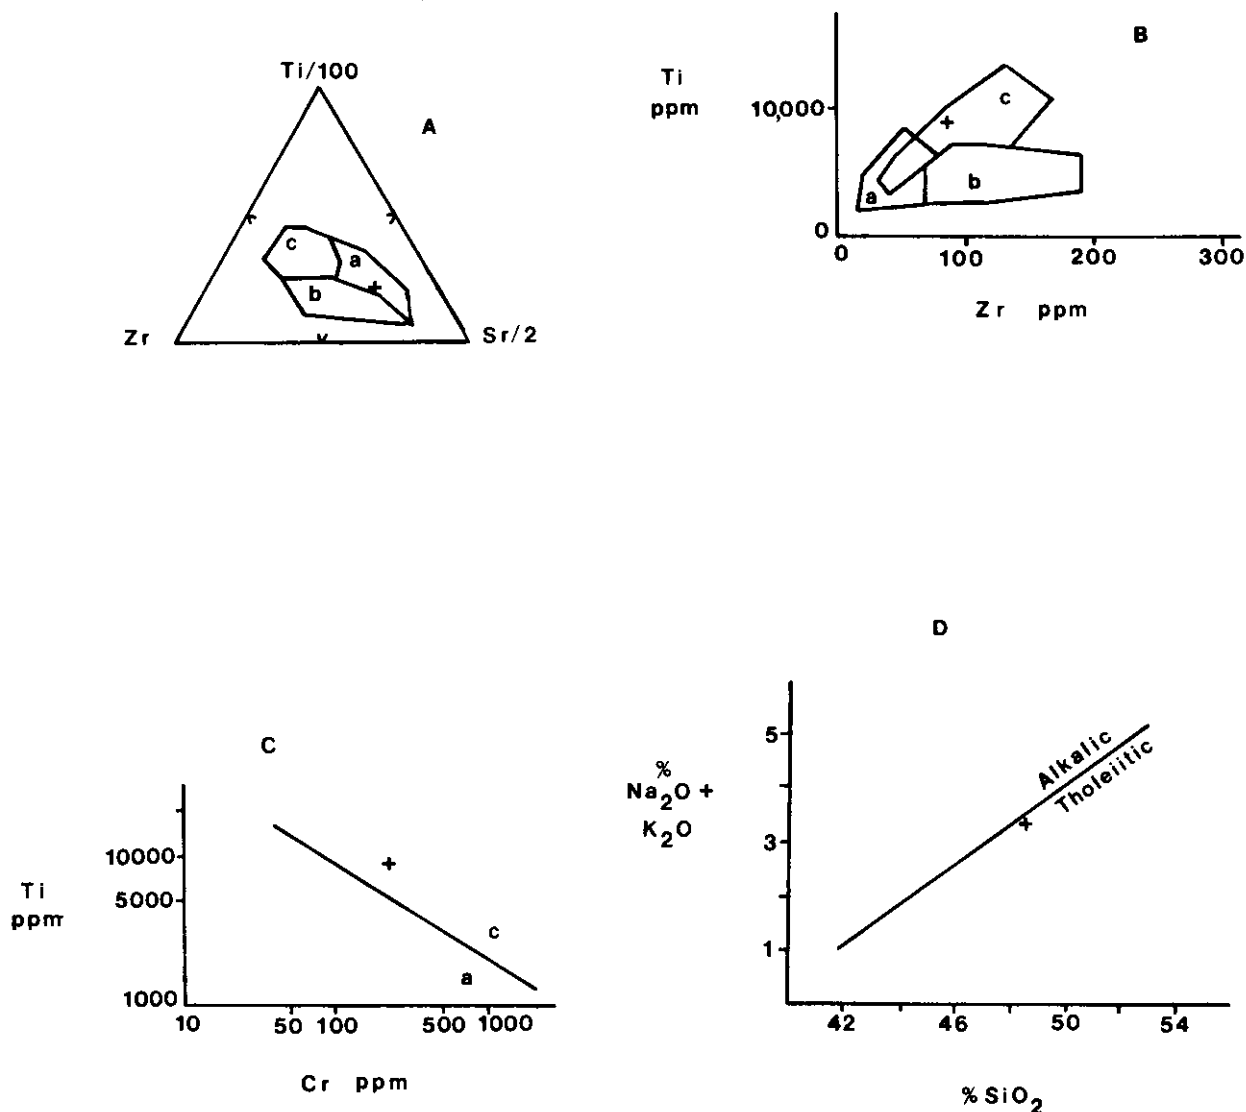 Ti/100
A
c
a
b
Zr
Sr/2
B
Ti
ppm
10,000
c
b
a
0
0
100
200
300
Zr ppm
C
10000
Ti
ppm
5000
c
a
1000
10
50
100
500
1000
Cr ppm
D
5
%
Na₂O +
K₂O
3
1
Alkalic
Tholeiitic
42
46
50
54
% SiO₂